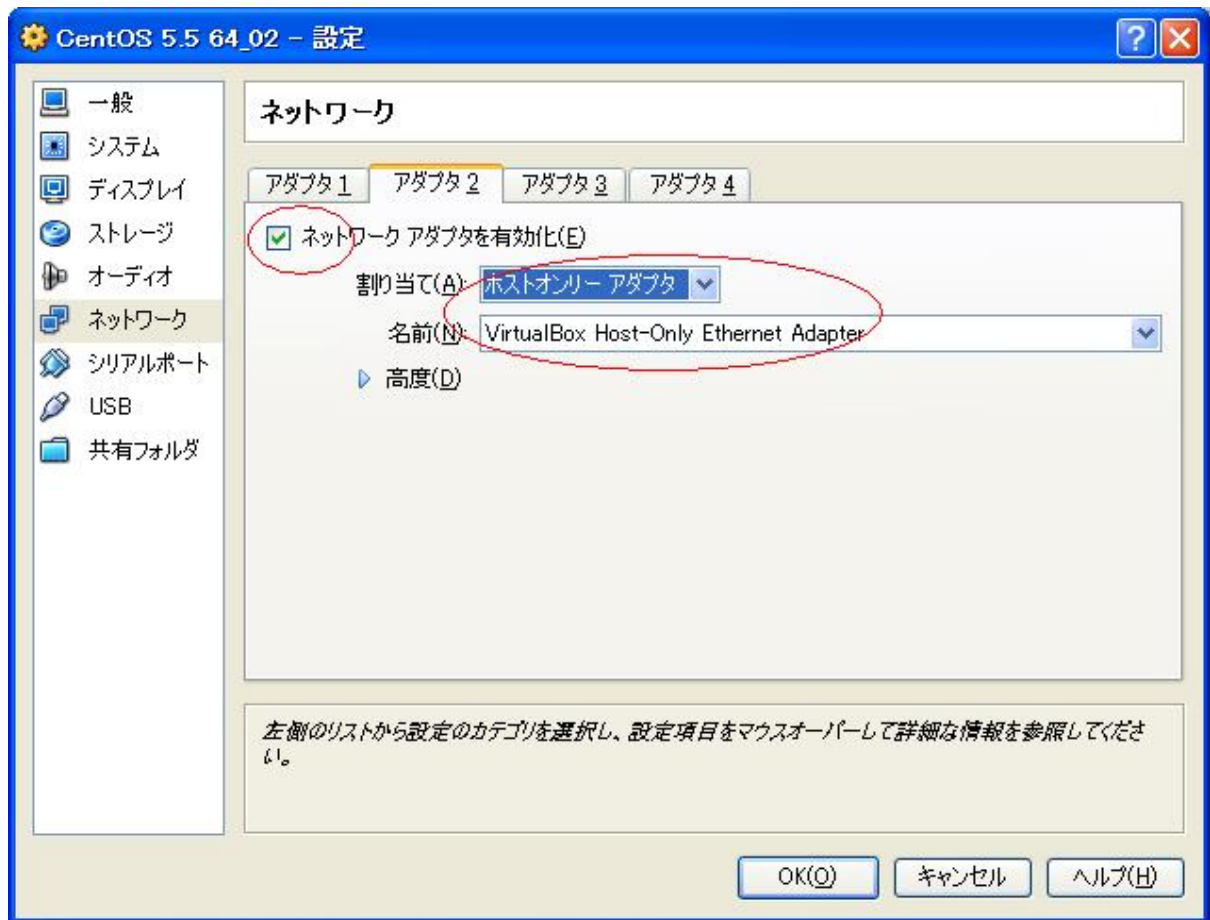 CentOS 5.5 64_02 - 設定
一般
システム
ディスプレイ
ストレージ
オーディオ
ネットワーク
シリアルポート
USB
共有フォルダ
ネットワーク
アダプタ 1 アダプタ 2 アダプタ 3 アダプタ 4
ネットワーク アダプタを有効化(E)
割り当て(A): ホストオンリー アダプタ
名前(N): VirtualBox Host-Only Ethernet Adapter
高度(D)
左側のリストから設定のカテゴリを選択し、設定項目をマウスオーバーして詳細な情報を参照してくださ
い。
OK(O) キャンセル ヘルプ(H)